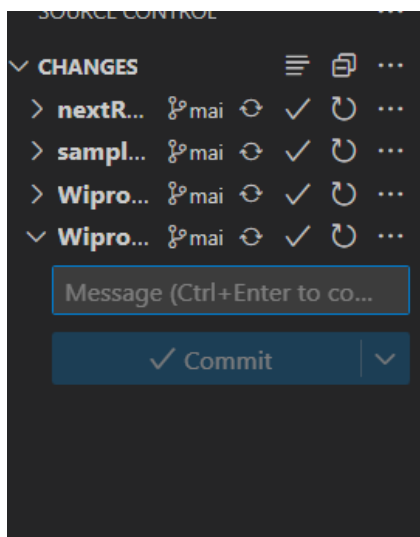 SOURCE CONTROL
CHANGES
nextR... mai
sampl... mai
Wipro... mai
Wipro... mai
Message (Ctrl+Enter to co...
Commit